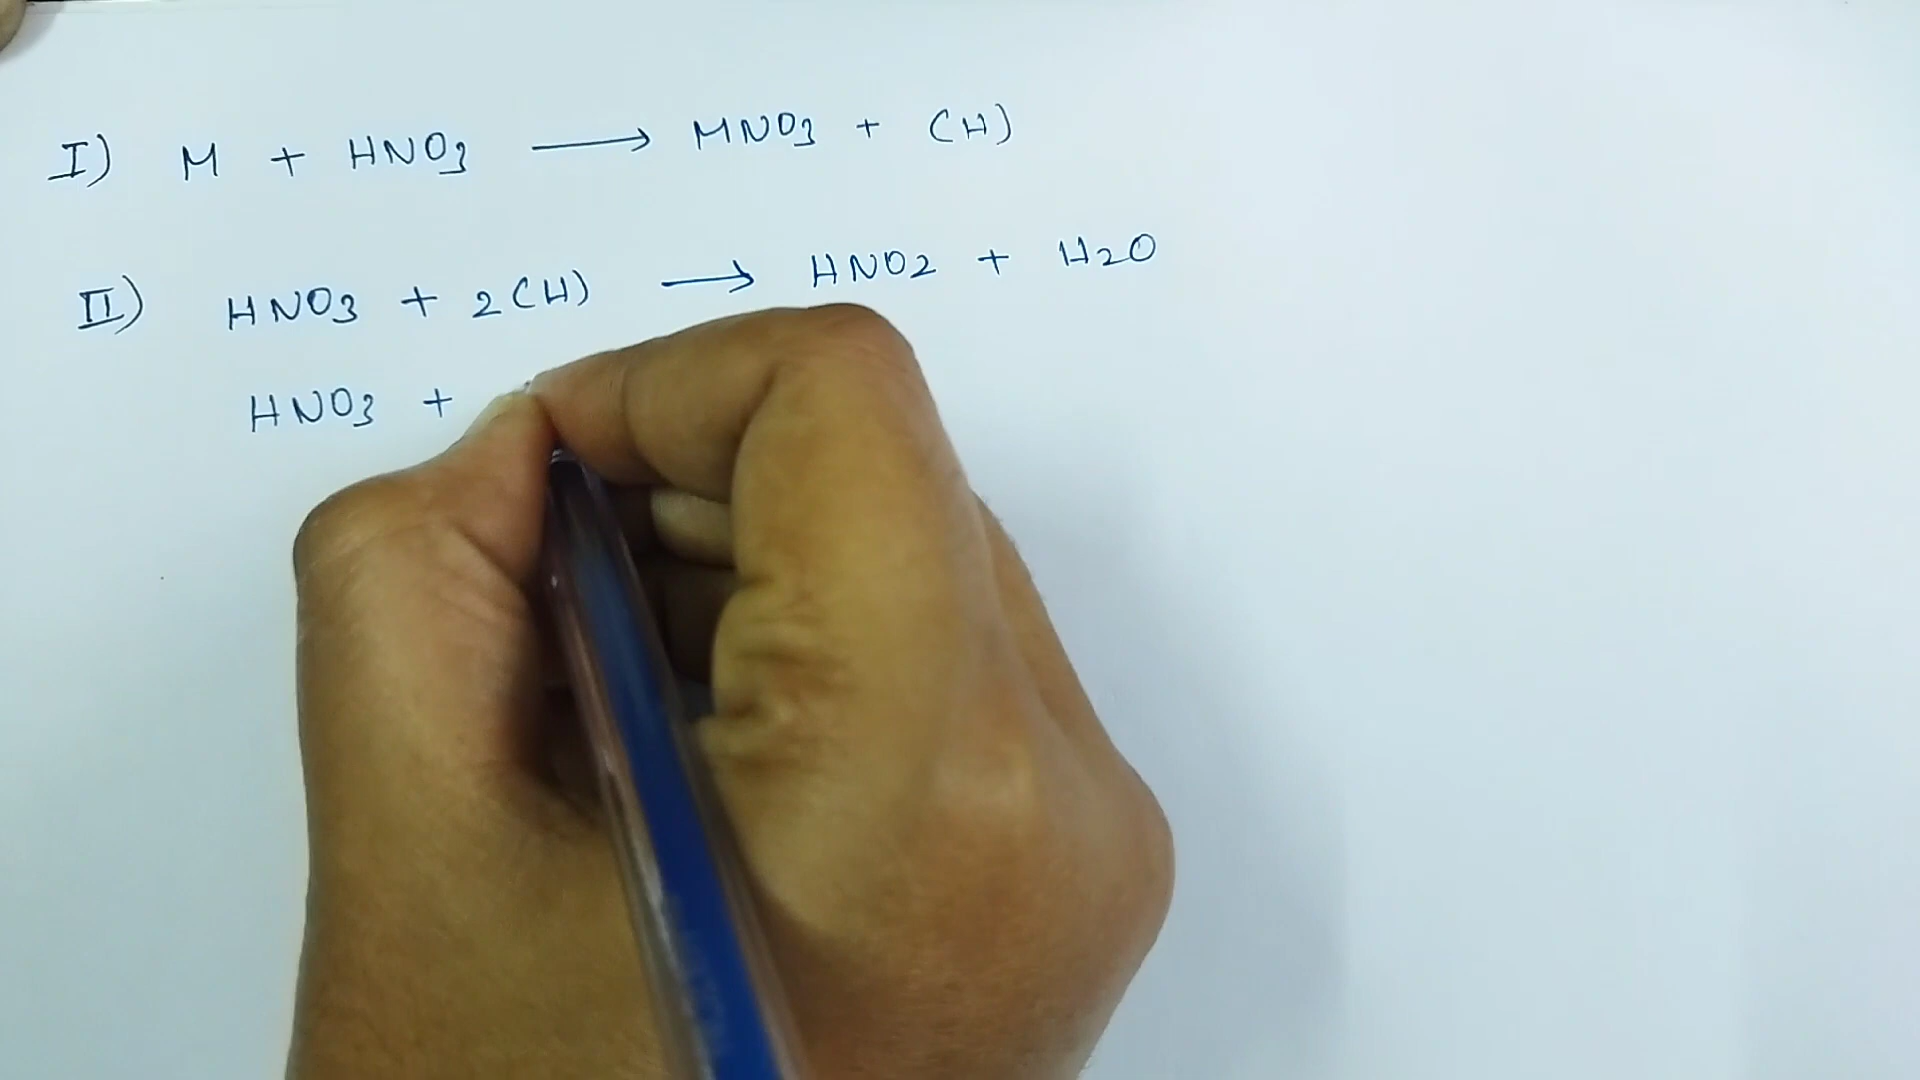 I) M + HNO3 ⟶ MNO3 + (H)
II) HNO3 + 2(H) ⟶ HNO2 + H2O
HNO3 +